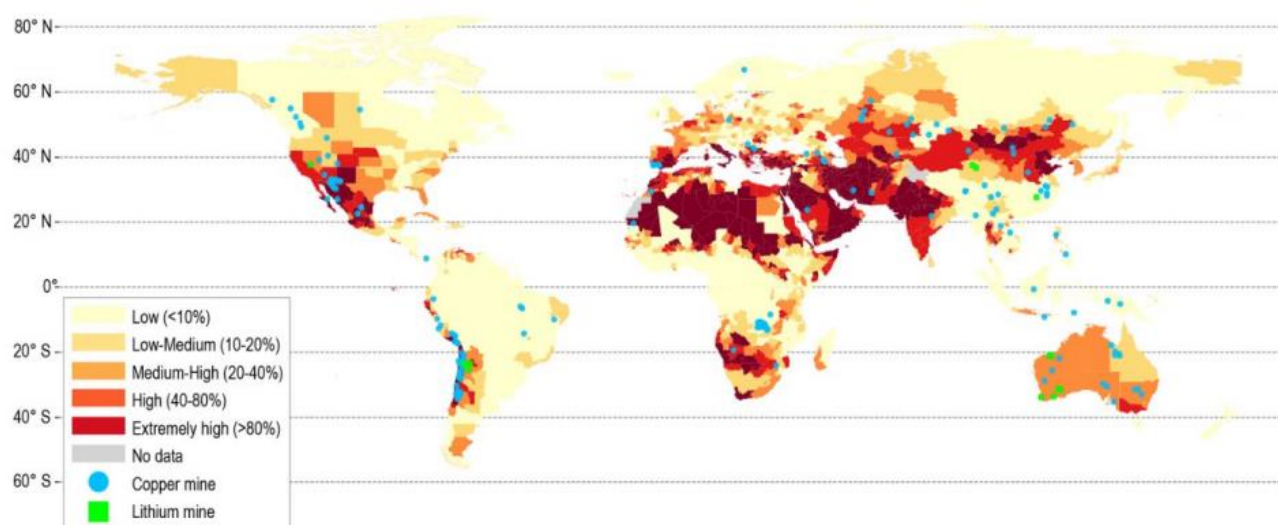 80° N
60° N
40° N
20° N
0°
20° S
40° S
60° S
Low (<10%)
Low-Medium (10-20%)
Medium-High (20-40%)
High (40-80%)
Extremely high (>80%)
No data
Copper mine
Lithium mine